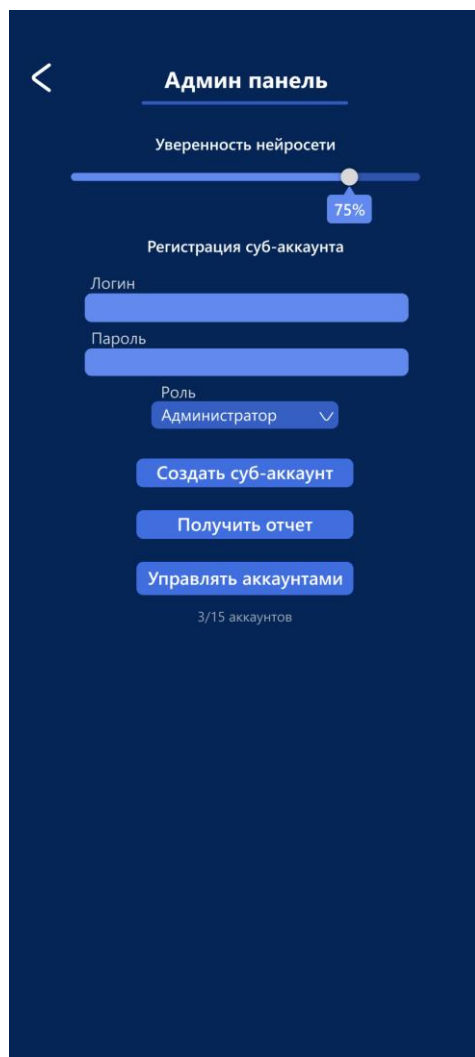 Админ панель
Уверенность нейросети
75%
Регистрация суб-аккаунта
Логин
Пароль
Роль
Администратор
Создать суб-аккаунт
Получить отчет
Управлять аккаунтами
3/15 аккаунтов